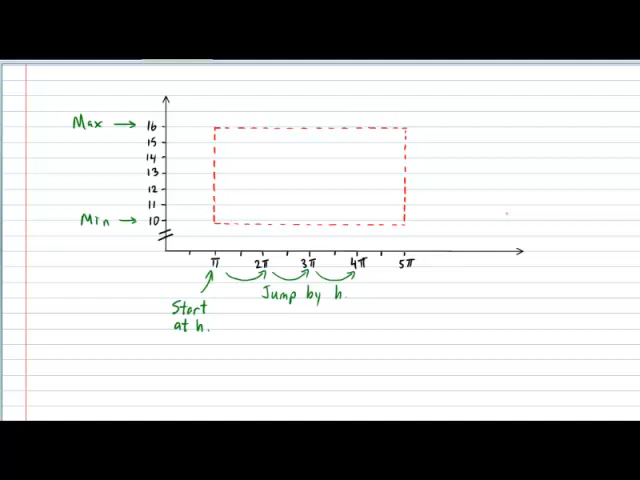 Max → 16
15
14
13
12
11
Min → 10
π 2π 3π 4π 5π
Jump by h.
Start
at h.